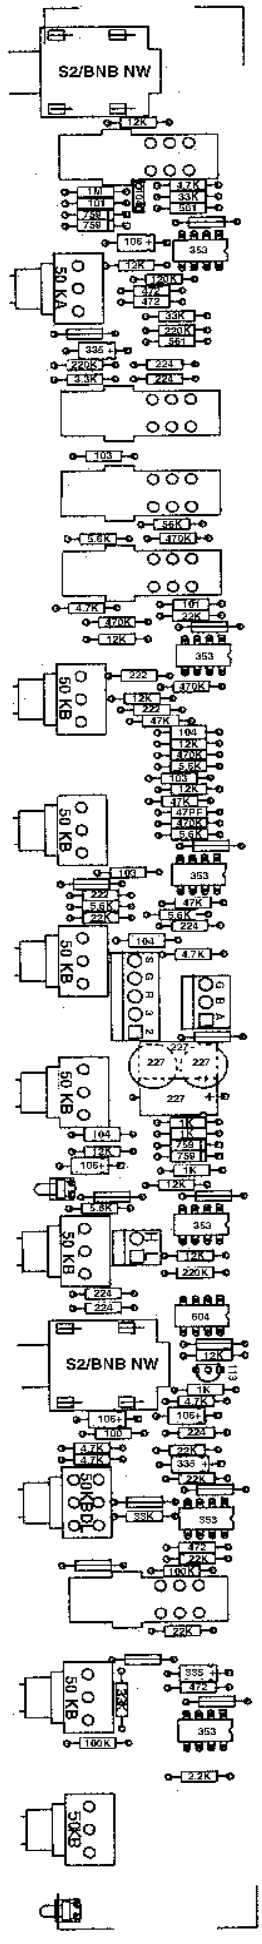 S2/BNB NW
12K
1M
101
759
759
4.7K
33K
561
106 +
353
12K
120K
472
472
50 KA
33K
220K
561
335 +
220K
224
3.3K
224
103
56K
5.6K
470K
4.7K
101
22K
470K
12K
353
222
470K
50 KB
12K
222
47K
104
12K
470K
5.6K
103
12K
47K
47PF
470K
5.6K
50 KB
103
353
222
5.6K
22K
47K
5.6K
224
104
4.7K
50 KB
S G R 3 2
G B A
227
227 227
227 +
50 KB
1K
1K
759
759
104
12K
106+
1K
12K
5.6K
353
50 KB
H
12K
220K
224
224
604
S2/BNB NW
12K
113
1K
4.7K
106+
106+
100
224
4.7K
22K
4.7K
335 +
22K
50KBDL
33K
353
472
22K
100K
22K
335 +
472
50 KB
33K
353
100K
2.2K
50KB